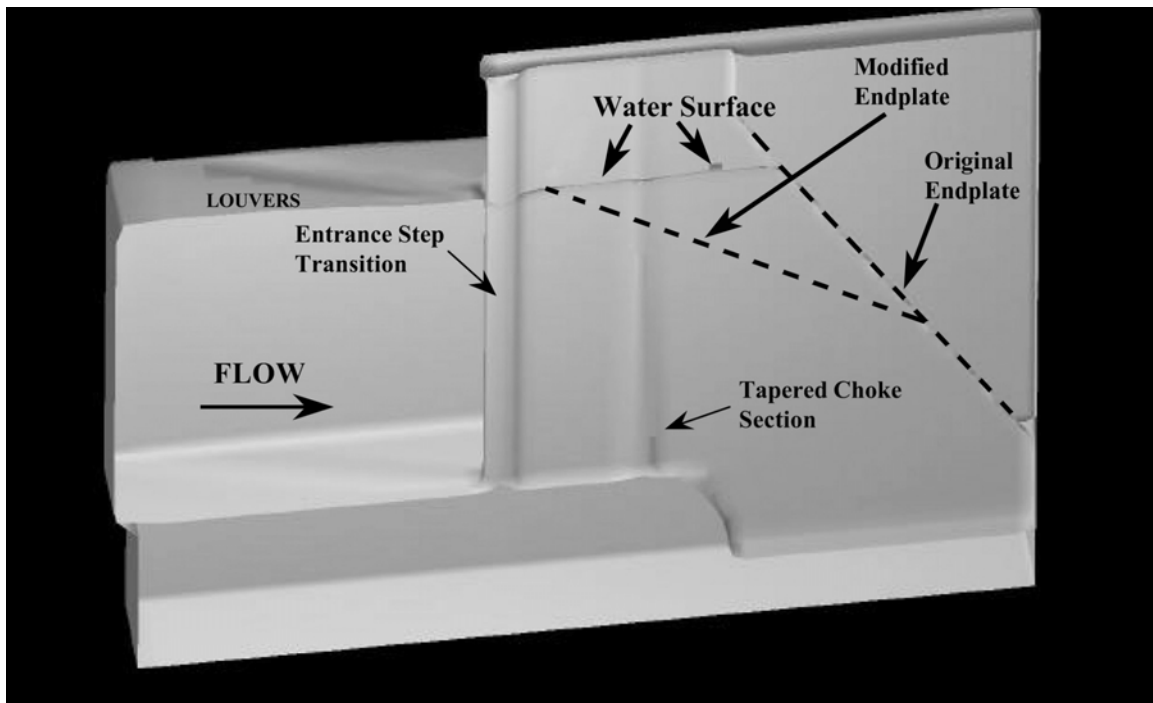 Modified
Endplate
Water Surface
Original
Endplate
LOUVERS
Entrance Step
Transition
FLOW
Tapered Choke
Section